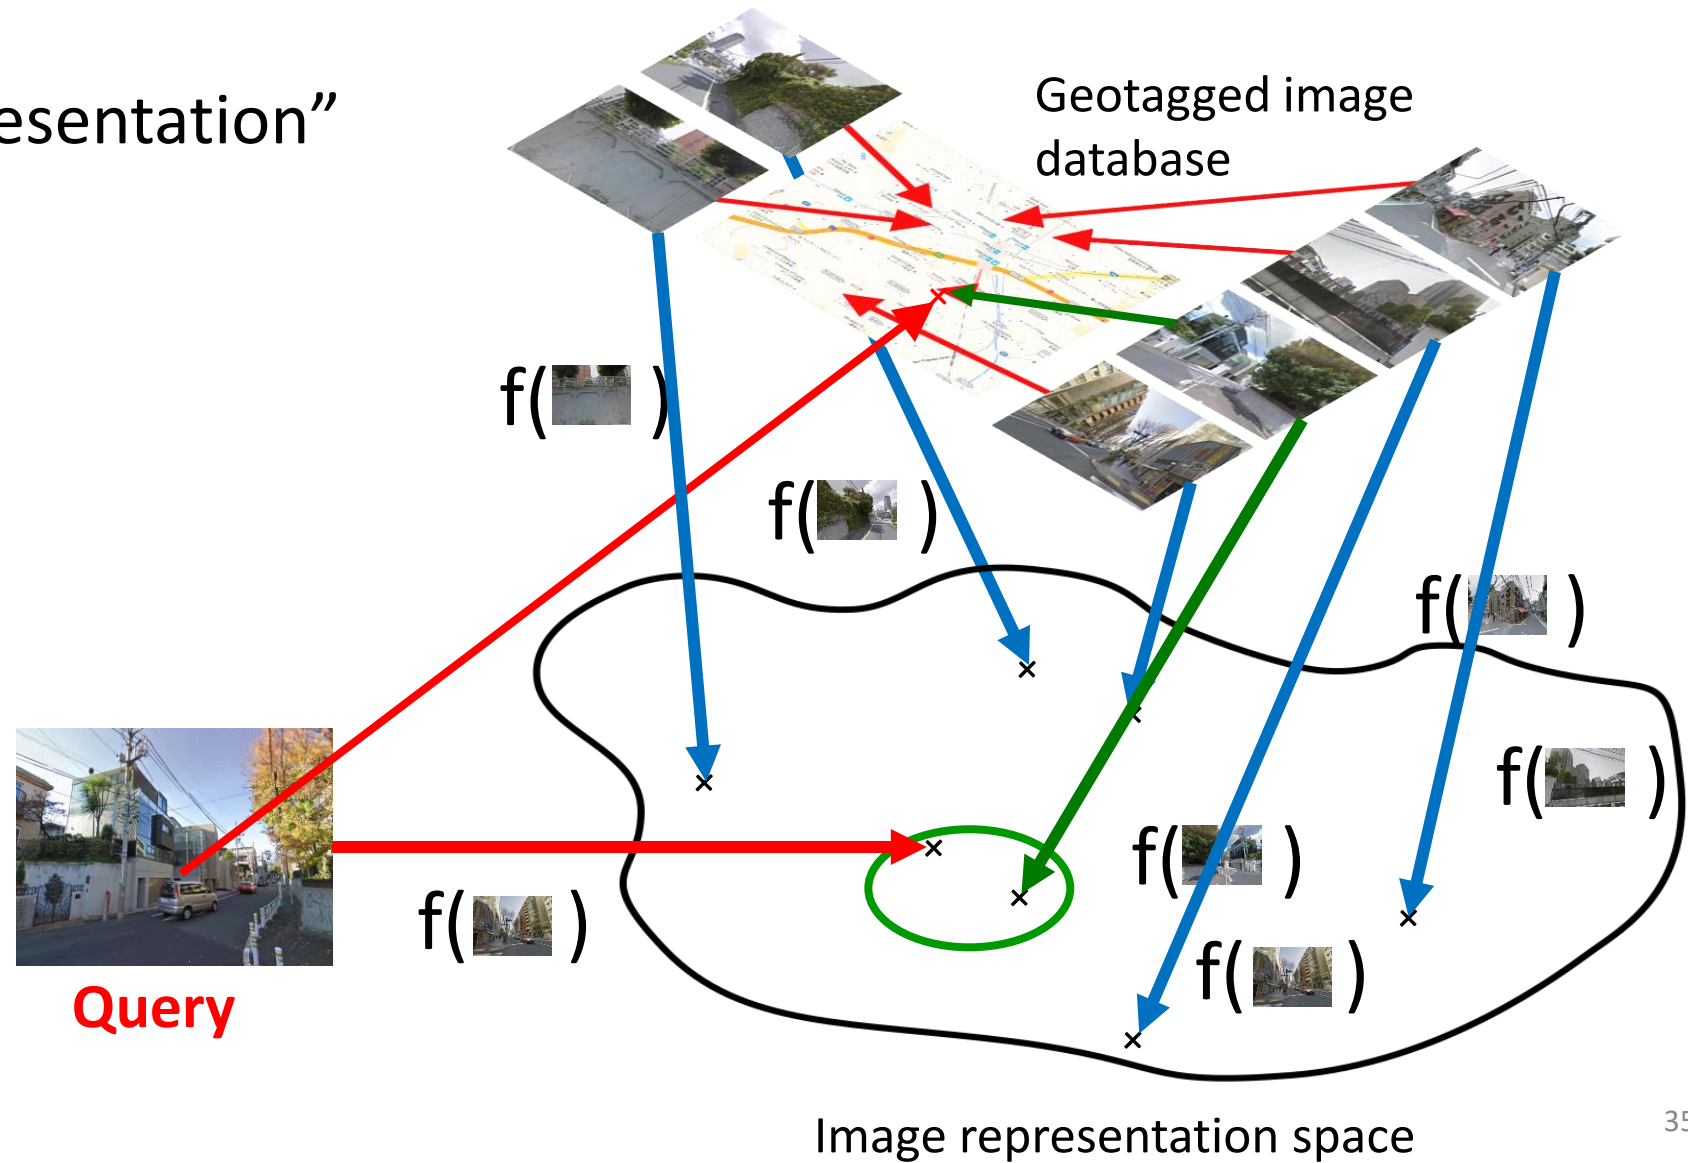 esentation”
Geotagged image
database
f( )
f( )
f( )
f( )
f( )
f( )
f( )
Query
Image representation space
35